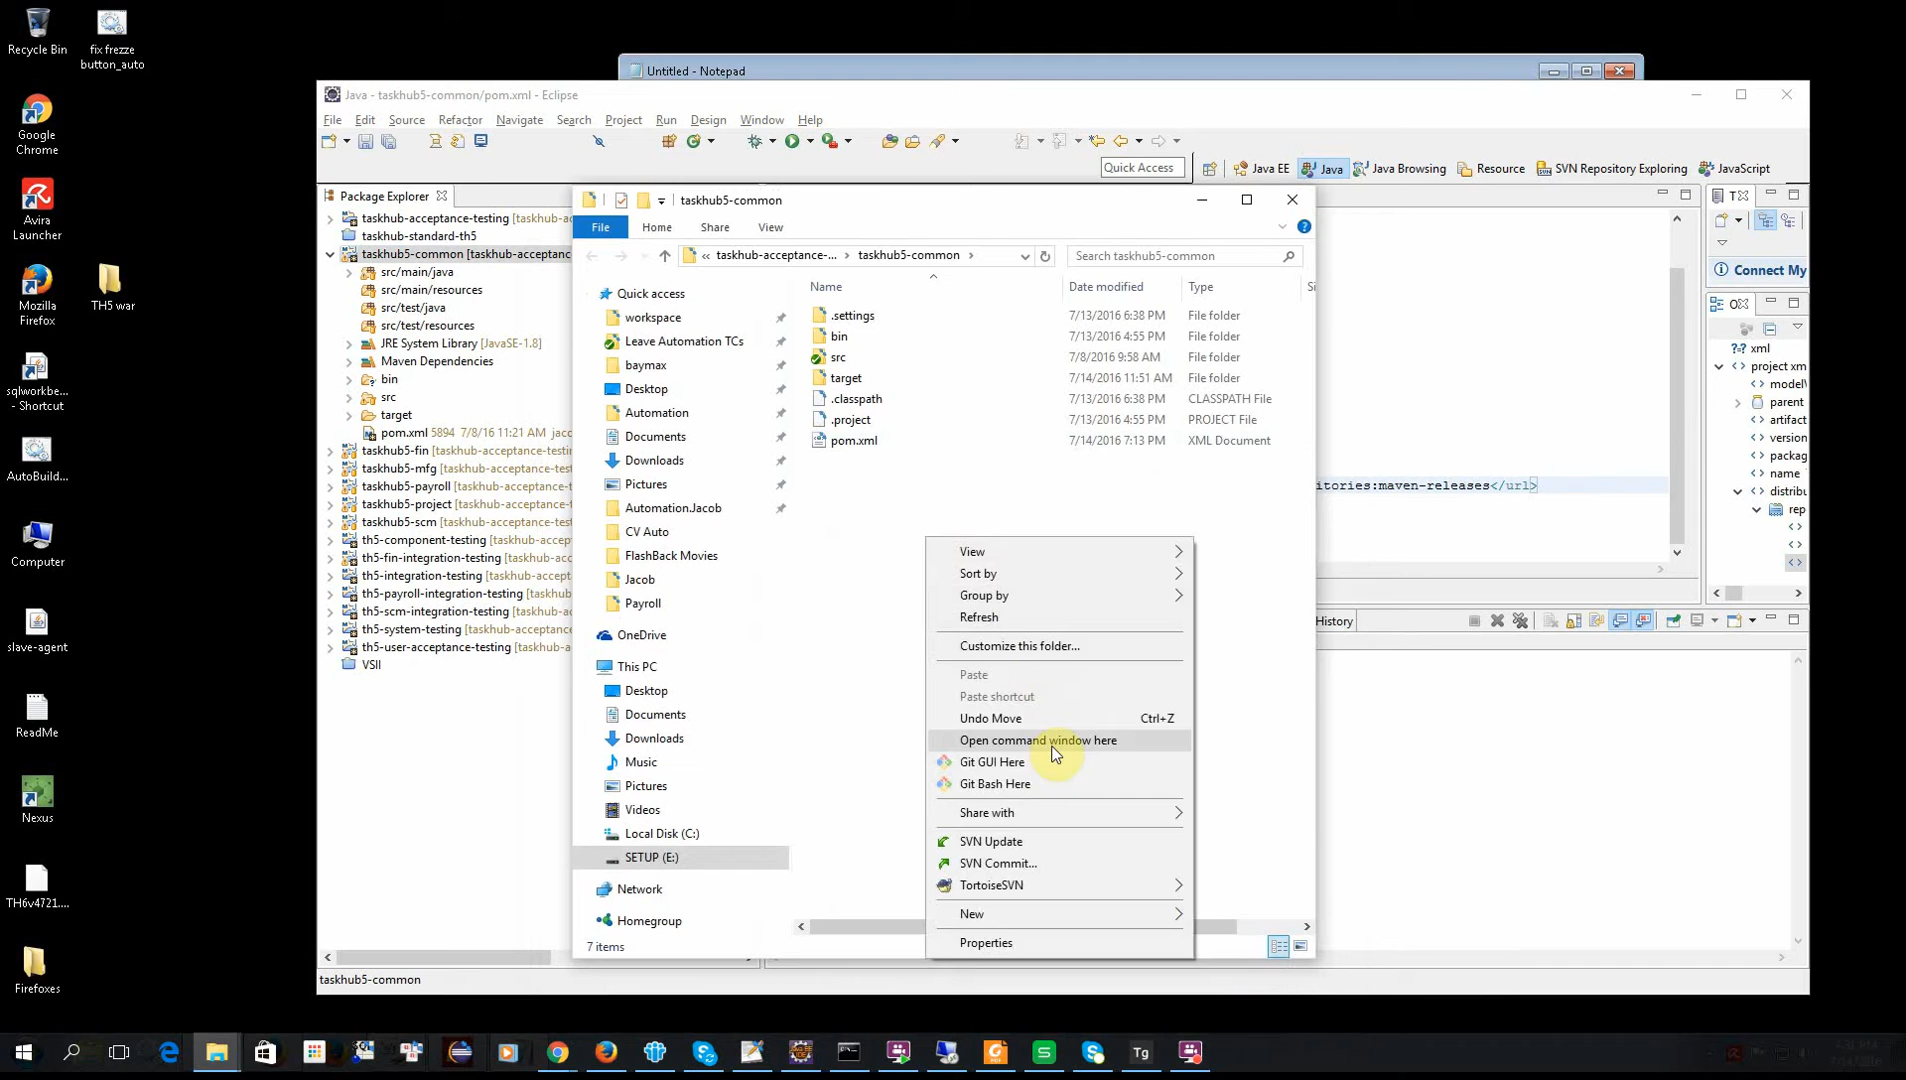 Recycle Bin
fix frezze
button_auto
Google
Chrome
Avira
Launcher
Mozilla
Firefox
TH5 war
sqlworkbe...
- Shortcut
AutoBuild...
Computer
slave-agent
ReadMe
Nexus
TH6v4721....
Firefoxes
Untitled - Notepad
Java - taskhub5-common/pom.xml - Eclipse
File Edit Source Refactor Navigate Search Project Run Design Window Help
Quick Access
Java EE Java Java Browsing Resource SVN Repository Exploring JavaScript
Package Explorer
taskhub-acceptance-testing [taskhub-ac
taskhub-standard-th5
taskhub5-common [taskhub-acceptance
src/main/java
src/main/resources
src/test/java
src/test/resources
JRE System Library [JavaSE-1.8]
Maven Dependencies
bin
src
target
pom.xml 5894 7/8/16 11:21 AM jaco
taskhub5-fin [taskhub-acceptance-testin
taskhub5-mfg [taskhub-acceptance-test
taskhub5-payroll [taskhub-acceptance-t
taskhub5-project [taskhub-acceptance-t
taskhub5-scm [taskhub-acceptance-test
th5-component-testing [taskhub-accep
th5-fin-integration-testing [taskhub-ac
th5-integration-testing [taskhub-accep
th5-payroll-integration-testing [taskhub
th5-scm-integration-testing [taskhub-a
th5-system-testing [taskhub-acceptanc
th5-user-acceptance-testing [taskhub-a
VSII
taskhub5-common
taskhub5-common
File Home Share View
« taskhub-acceptance-... › taskhub5-common ›
Search taskhub5-common
Quick access
workspace
Leave Automation TCs
baymax
Desktop
Automation
Documents
Downloads
Pictures
Automation.Jacob
CV Auto
FlashBack Movies
Jacob
Payroll
OneDrive
This PC
Desktop
Documents
Downloads
Music
Pictures
Videos
Local Disk (C:)
SETUP (E:)
Network
Homegroup
7 items
Name Date modified Type Si
.settings 7/13/2016 6:38 PM File folder
bin 7/13/2016 4:55 PM File folder
src 7/8/2016 9:58 AM File folder
target 7/14/2016 11:51 AM File folder
.classpath 7/13/2016 6:38 PM CLASSPATH File
.project 7/13/2016 4:55 PM PROJECT File
pom.xml 7/14/2016 7:13 PM XML Document
View
Sort by
Group by
Refresh
Customize this folder...
Paste
Paste shortcut
Undo Move Ctrl+Z
Open command window here
Git GUI Here
Git Bash Here
Share with
SVN Update
SVN Commit...
TortoiseSVN
New
Properties
itories:maven-releases</url>
History
Connect My
xml
project xm
model\
parent
artifact
version
packag
name
distribu
rep
Tg